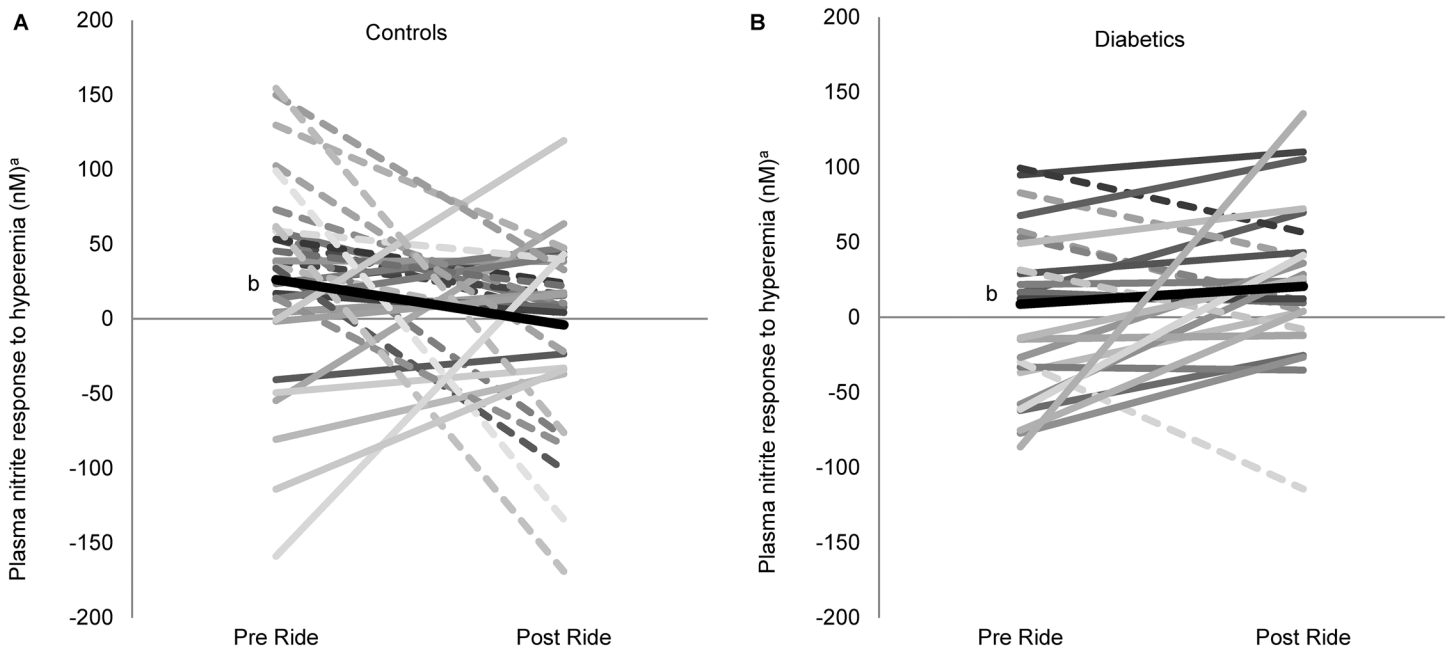 A
Controls
Plasma nitrite response to hyperemia (nM)ᵃ
200
150
100
50
0
-50
-100
-150
-200
b
Pre Ride
Post Ride
B
Diabetics
Plasma nitrite response to hyperemia (nM)ᵃ
200
150
100
50
0
-50
-100
-150
-200
b
Pre Ride
Post Ride